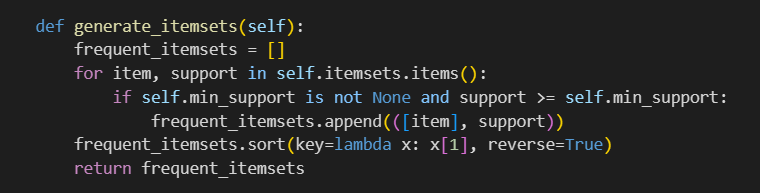 def generate_itemsets(self):
    frequent_itemsets = []
    for item, support in self.itemsets.items():
        if self.min_support is not None and support >= self.min_support:
            frequent_itemsets.append(([item], support))
    frequent_itemsets.sort(key=lambda x: x[1], reverse=True)
    return frequent_itemsets